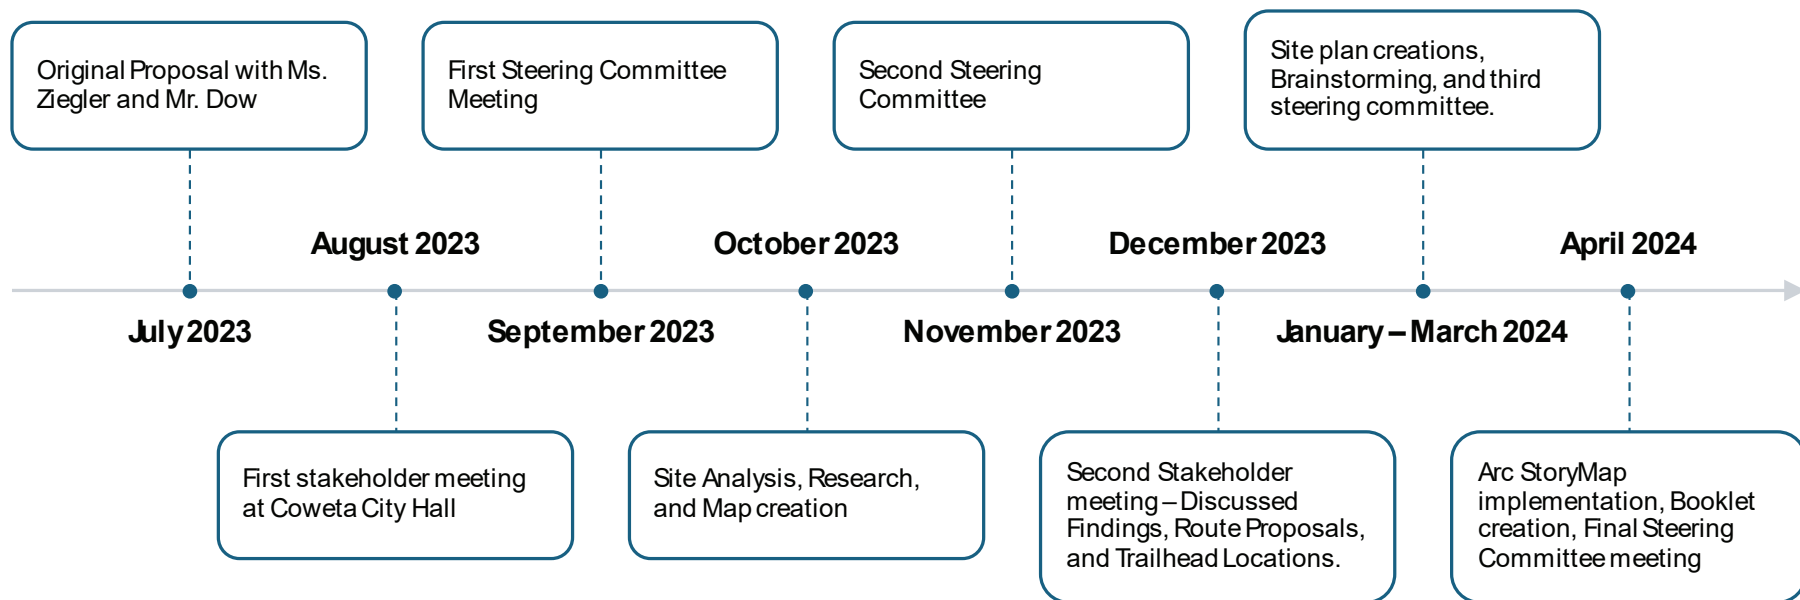 Original Proposal with Ms.
Ziegler and Mr. Dow
First Steering Committee
Meeting
Second Steering
Committee
Site plan creations,
Brainstorming, and third
steering committee.
August 2023
October 2023
December 2023
April 2024
July 2023
September 2023
November 2023
January – March 2024
First stakeholder meeting
at Coweta City Hall
Site Analysis, Research,
and Map creation
Second Stakeholder
meeting – Discussed
Findings, Route Proposals,
and Trailhead Locations.
Arc StoryMap
implementation, Booklet
creation, Final Steering
Committee meeting